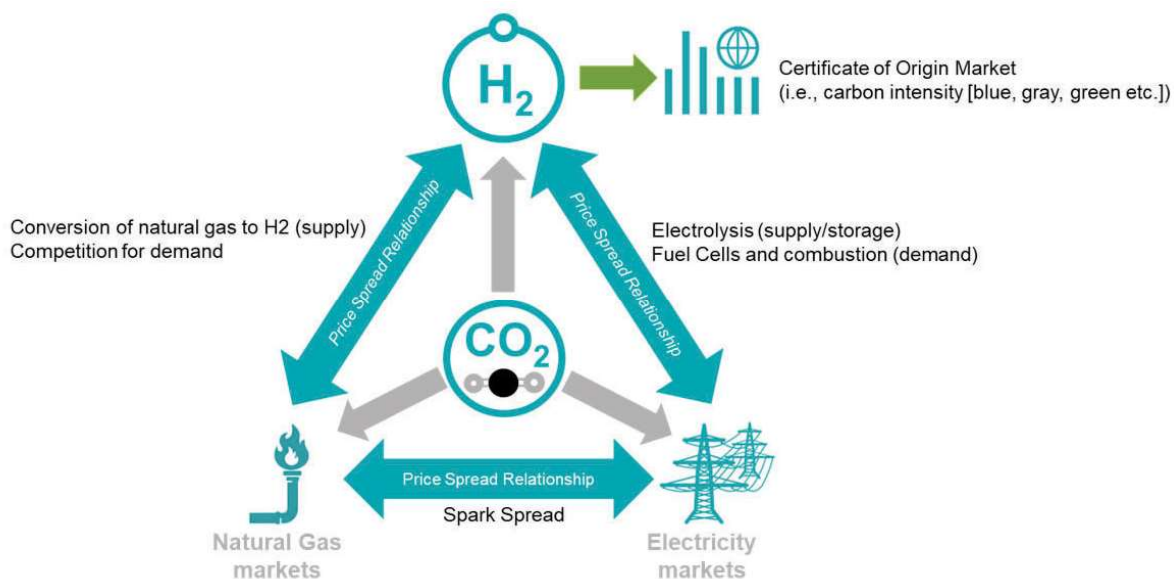 H2
Certificate of Origin Market
(i.e., carbon intensity [blue, gray, green etc.])
Price Spread Relationship
Price Spread Relationship
Conversion of natural gas to H2 (supply)
Competition for demand
Electrolysis (supply/storage)
Fuel Cells and combustion (demand)
CO2
Price Spread Relationship
Spark Spread
Natural Gas
markets
Electricity
markets